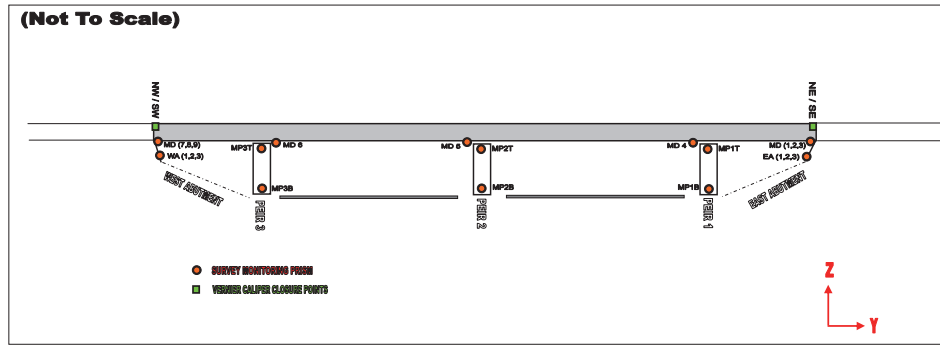 (Not To Scale)
NW / SW
NE / SE
MD (7,8,9)
WA (1,2,3)
MP3T
MD 6
MD 5
MP2T
MD 4
MP1T
MD (1,2,3)
EA (1,2,3)
WEST ABUTMENT
MP3B
MP2B
MP1B
EAST ABUTMENT
PEIR 3
PEIR 2
PEIR 1
SURVEY MONITORING PRISM
VERNIER CALIPER CLOSURE POINTS
Z
Y